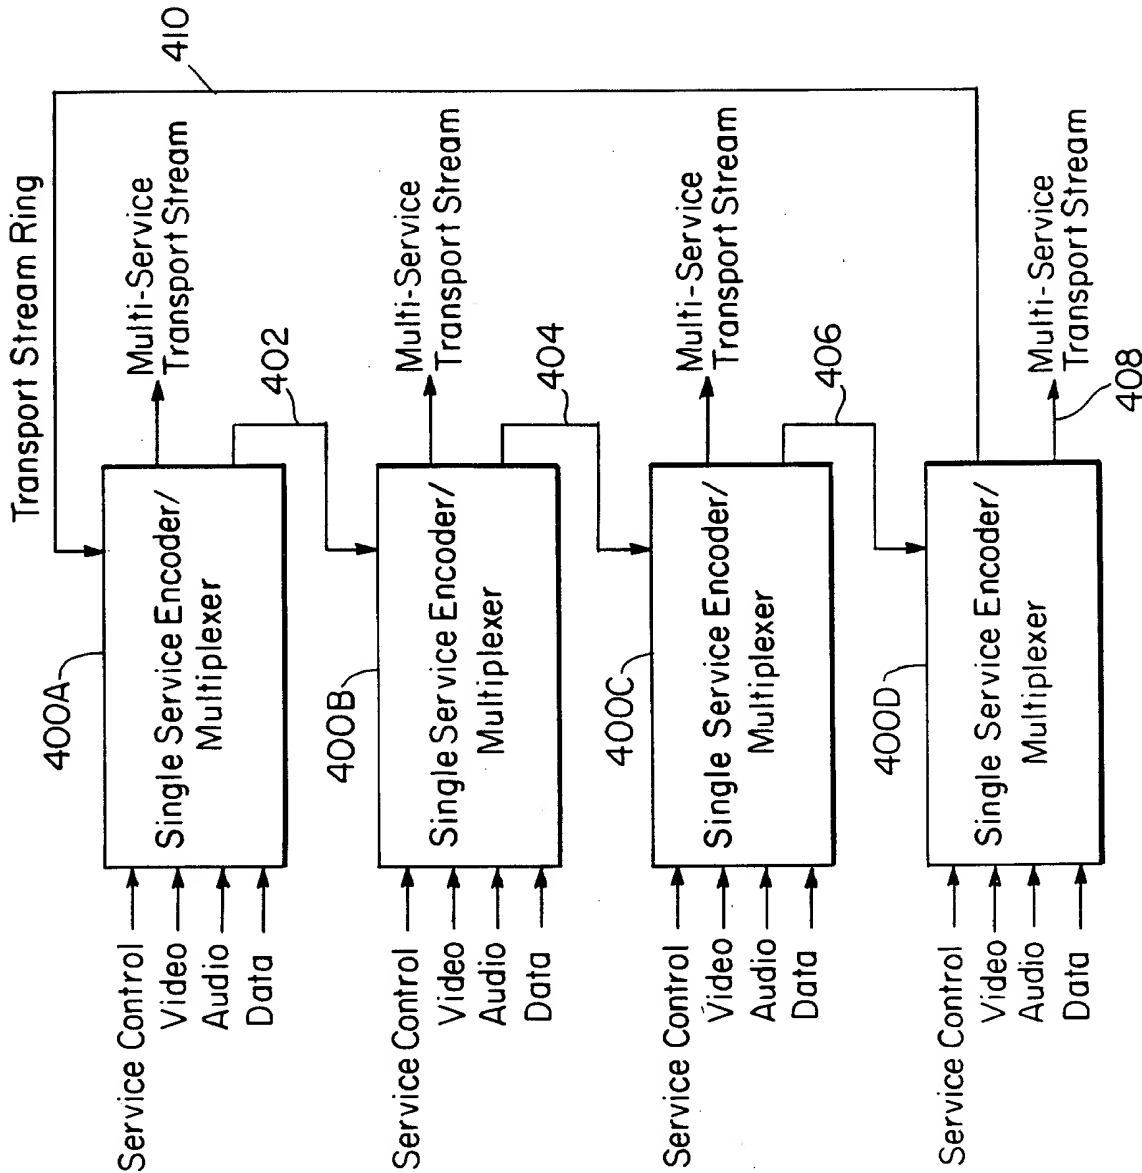 Transport Stream Ring
410
400A
Service Control
Video
Audio
Data
Single Service Encoder/
Multiplexer
Multi-Service
Transport Stream
402
400B
Service Control
Video
Audio
Data
Single Service Encoder/
Multiplexer
Multi-Service
Transport Stream
404
400C
Service Control
Video
Audio
Data
Single Service Encoder/
Multiplexer
Multi-Service
Transport Stream
406
400D
Service Control
Video
Audio
Data
Single Service Encoder/
Multiplexer
Multi-Service
Transport Stream
408